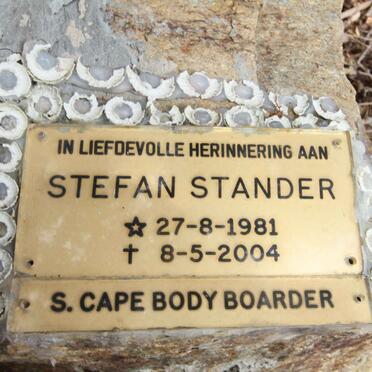 IN LIEFDEVOLLE HERINNERING AAN
STEFAN STANDER
☆ 27-8-1981
† 8-5-2004
S. CAPE BODY BOARDER